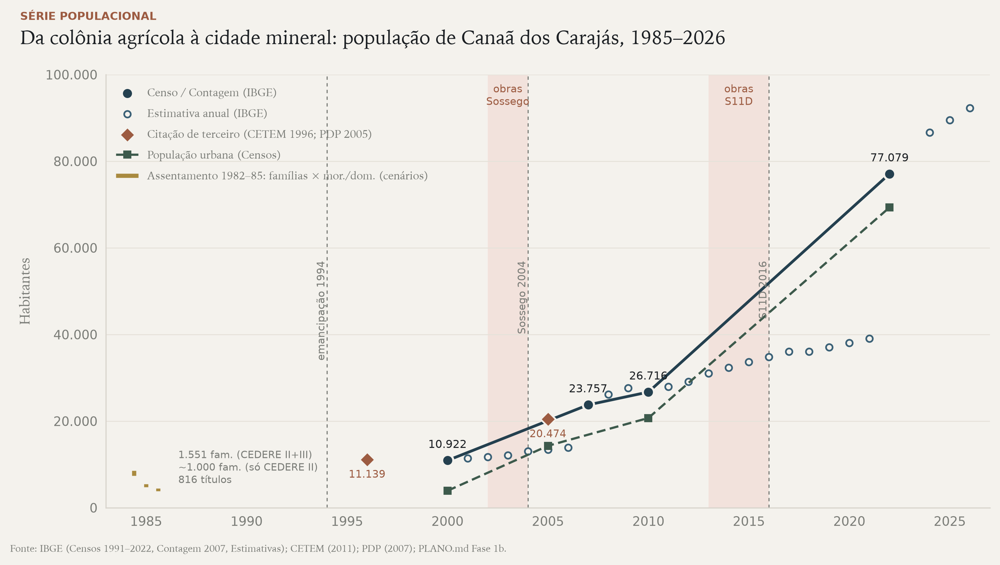 SÉRIE POPULACIONAL
Da colônia agrícola à cidade mineral: população de Canaã dos Carajás, 1985–2026
Habitantes
100.000
80.000
60.000
40.000
20.000
0
Censo / Contagem (IBGE)
Estimativa anual (IBGE)
Citação de terceiro (CETEM 1996; PDP 2005)
População urbana (Censos)
Assentamento 1982–85: famílias × mor./dom. (cenários)
obras
Sossego
obras
S11D
emancipação 1994
Sossego 2004
S11D 2016
77.079
26.716
23.757
20.474
10.922
11.139
1.551 fam. (CEDERE II+III)
~1.000 fam. (só CEDERE II)
816 títulos
1985
1990
1995
2000
2005
2010
2015
2020
2025
Fonte: IBGE (Censos 1991–2022, Contagem 2007, Estimativas); CETEM (2011); PDP (2007); PLANO.md Fase 1b.